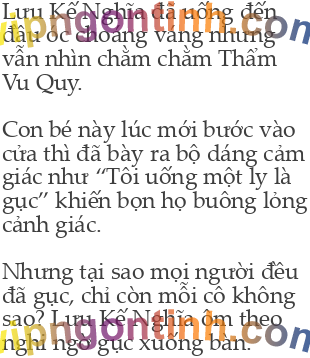 Lưu Kế Nghĩa đã uống đến
đầu óc choáng váng nhưng
vẫn nhìn chằm chằm Thẩm
Vu Quy.
Con bé này lúc mới bước vào
cửa thì đã bày ra bộ dáng cảm
giác như “Tôi uống một ly là
gục” khiến bọn họ buông lỏng
cảnh giác.
Nhưng tại sao mọi người đều
đã gục, chỉ còn mỗi cô không
sao? Lưu Kế Nghĩa ôm theo
nghi ngờ gục xuống bàn.
vipngontinh.com
vipngontinh.com